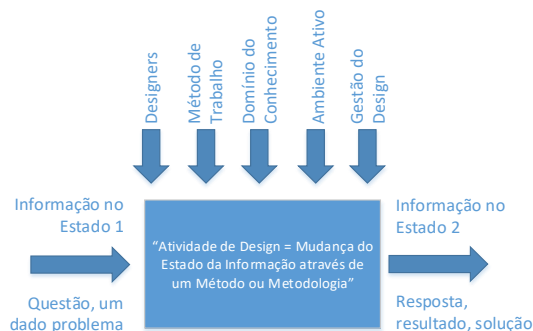 Designers
Método de
Trabalho
Domínio do
Conhecimento
Ambiente Ativo
Gestão do
Design
Informação no
Estado 1
Questão, um
dado problema
“Atividade de Design = Mudança do
Estado da Informação através de
um Método ou Metodologia”
Informação no
Estado 2
Resposta,
resultado, solução